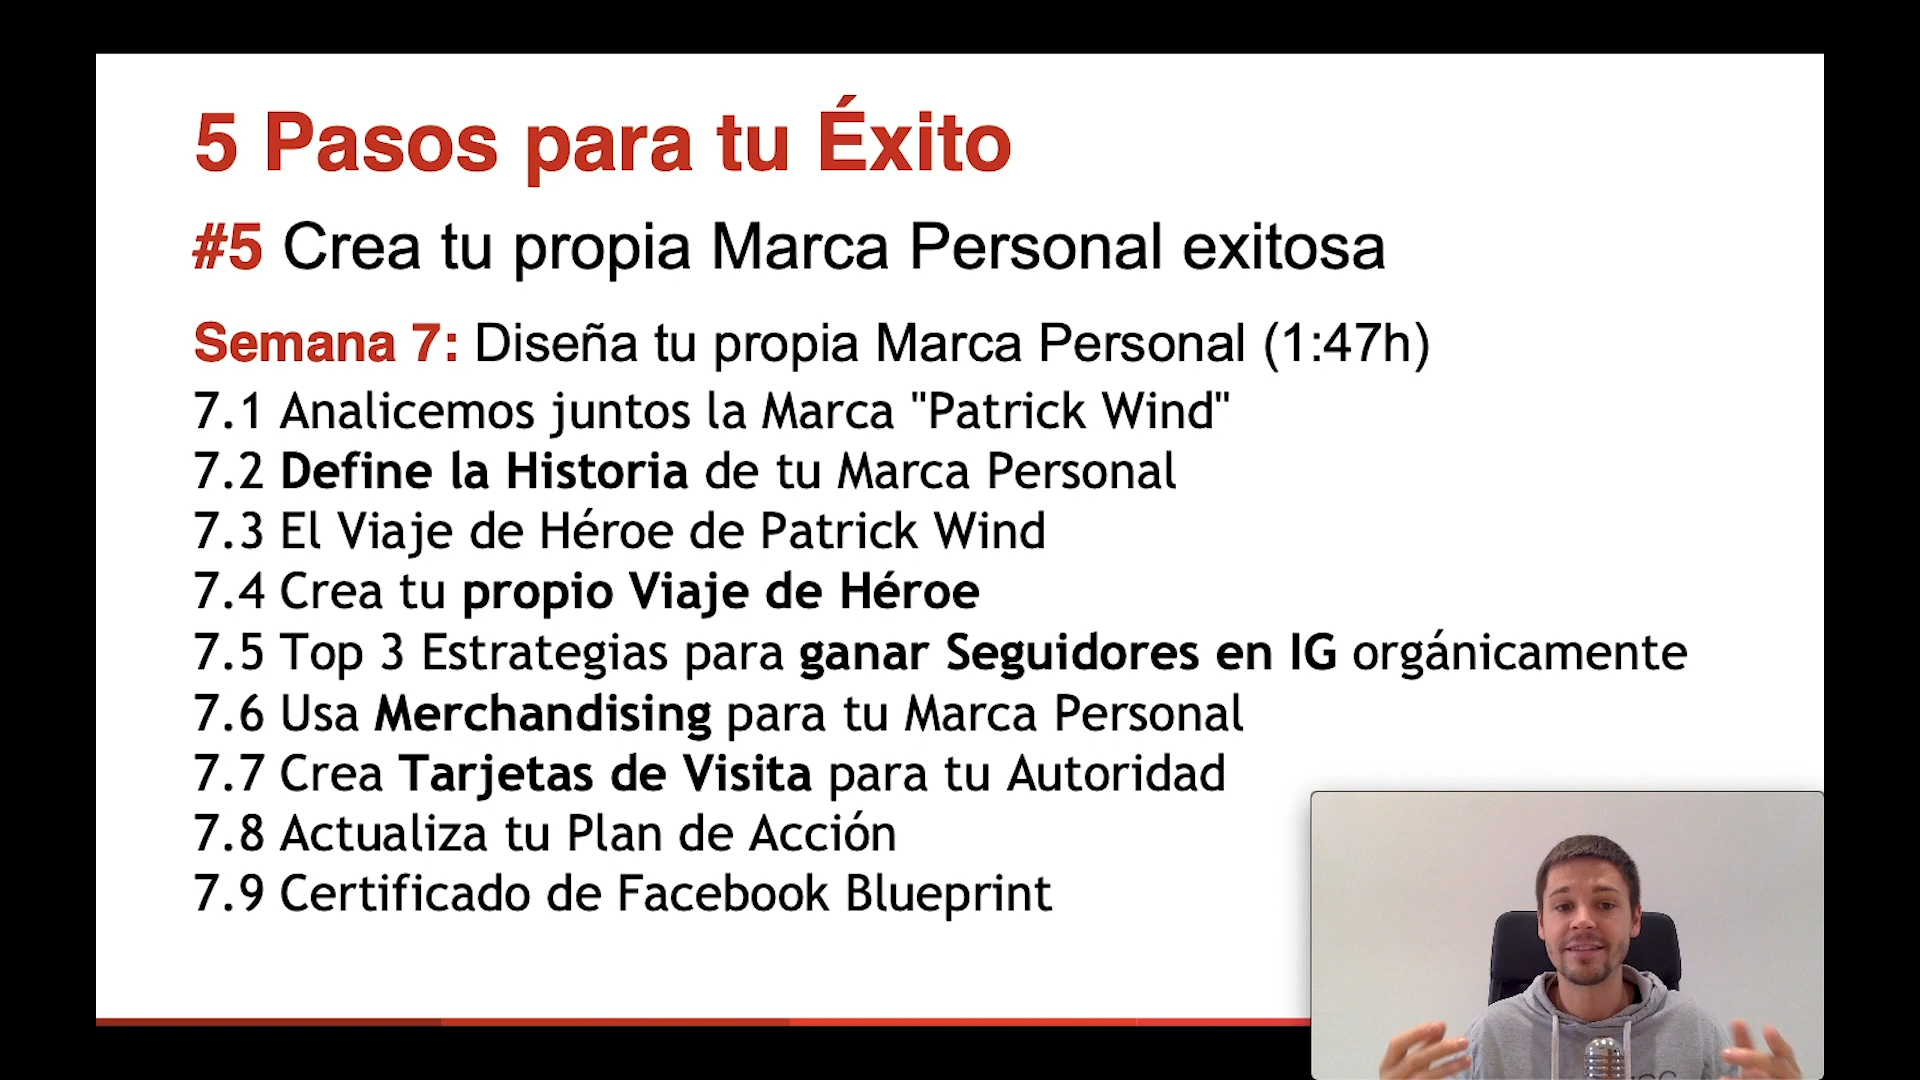 5 Pasos para tu Éxito
#5 Crea tu propia Marca Personal exitosa
Semana 7: Diseña tu propia Marca Personal (1:47h)
7.1 Analicemos juntos la Marca "Patrick Wind"
7.2 Define la Historia de tu Marca Personal
7.3 El Viaje de Héroe de Patrick Wind
7.4 Crea tu propio Viaje de Héroe
7.5 Top 3 Estrategias para ganar Seguidores en IG orgánicamente
7.6 Usa Merchandising para tu Marca Personal
7.7 Crea Tarjetas de Visita para tu Autoridad
7.8 Actualiza tu Plan de Acción
7.9 Certificado de Facebook Blueprint